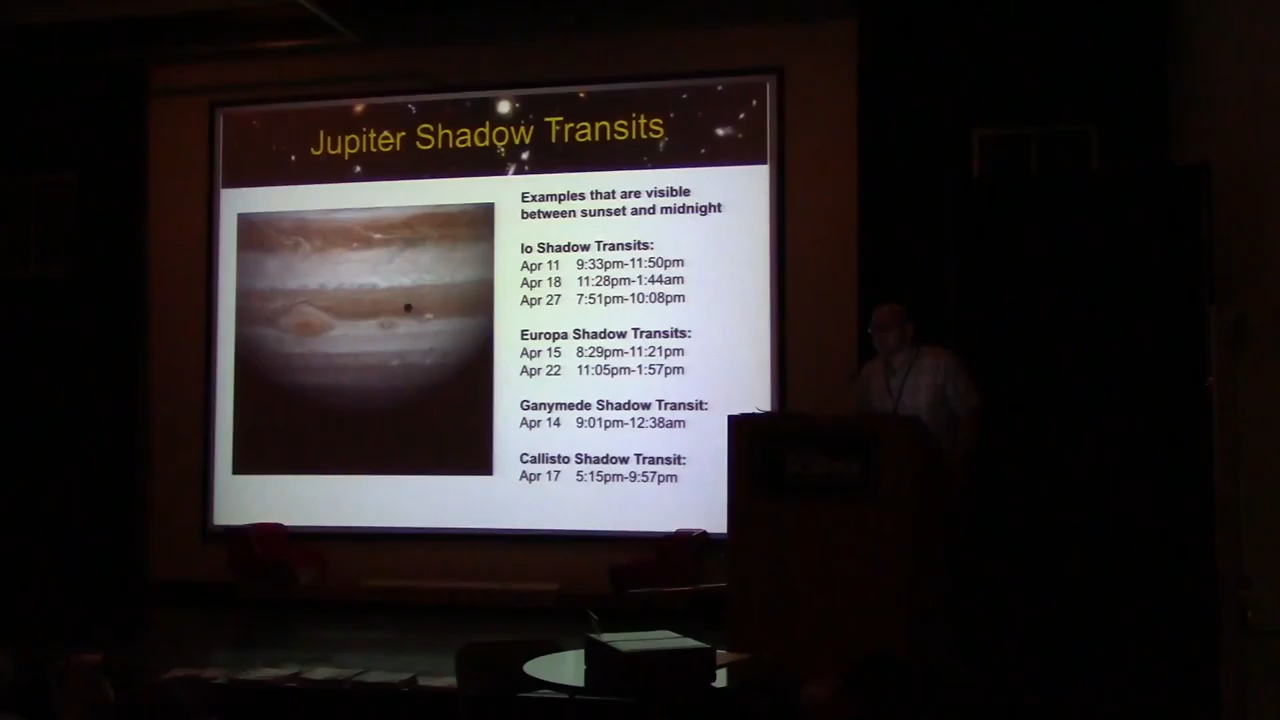 Jupiter Shadow Transits
Examples that are visible
between sunset and midnight
Io Shadow Transits:
Apr 11 9:33pm-11:50pm
Apr 18 11:28pm-1:44am
Apr 27 7:51pm-10:08pm
Europa Shadow Transits:
Apr 15 8:29pm-11:21pm
Apr 22 11:05pm-1:57pm
Ganymede Shadow Transit:
Apr 14 9:01pm-12:38am
Callisto Shadow Transit:
Apr 17 5:15pm-9:57pm